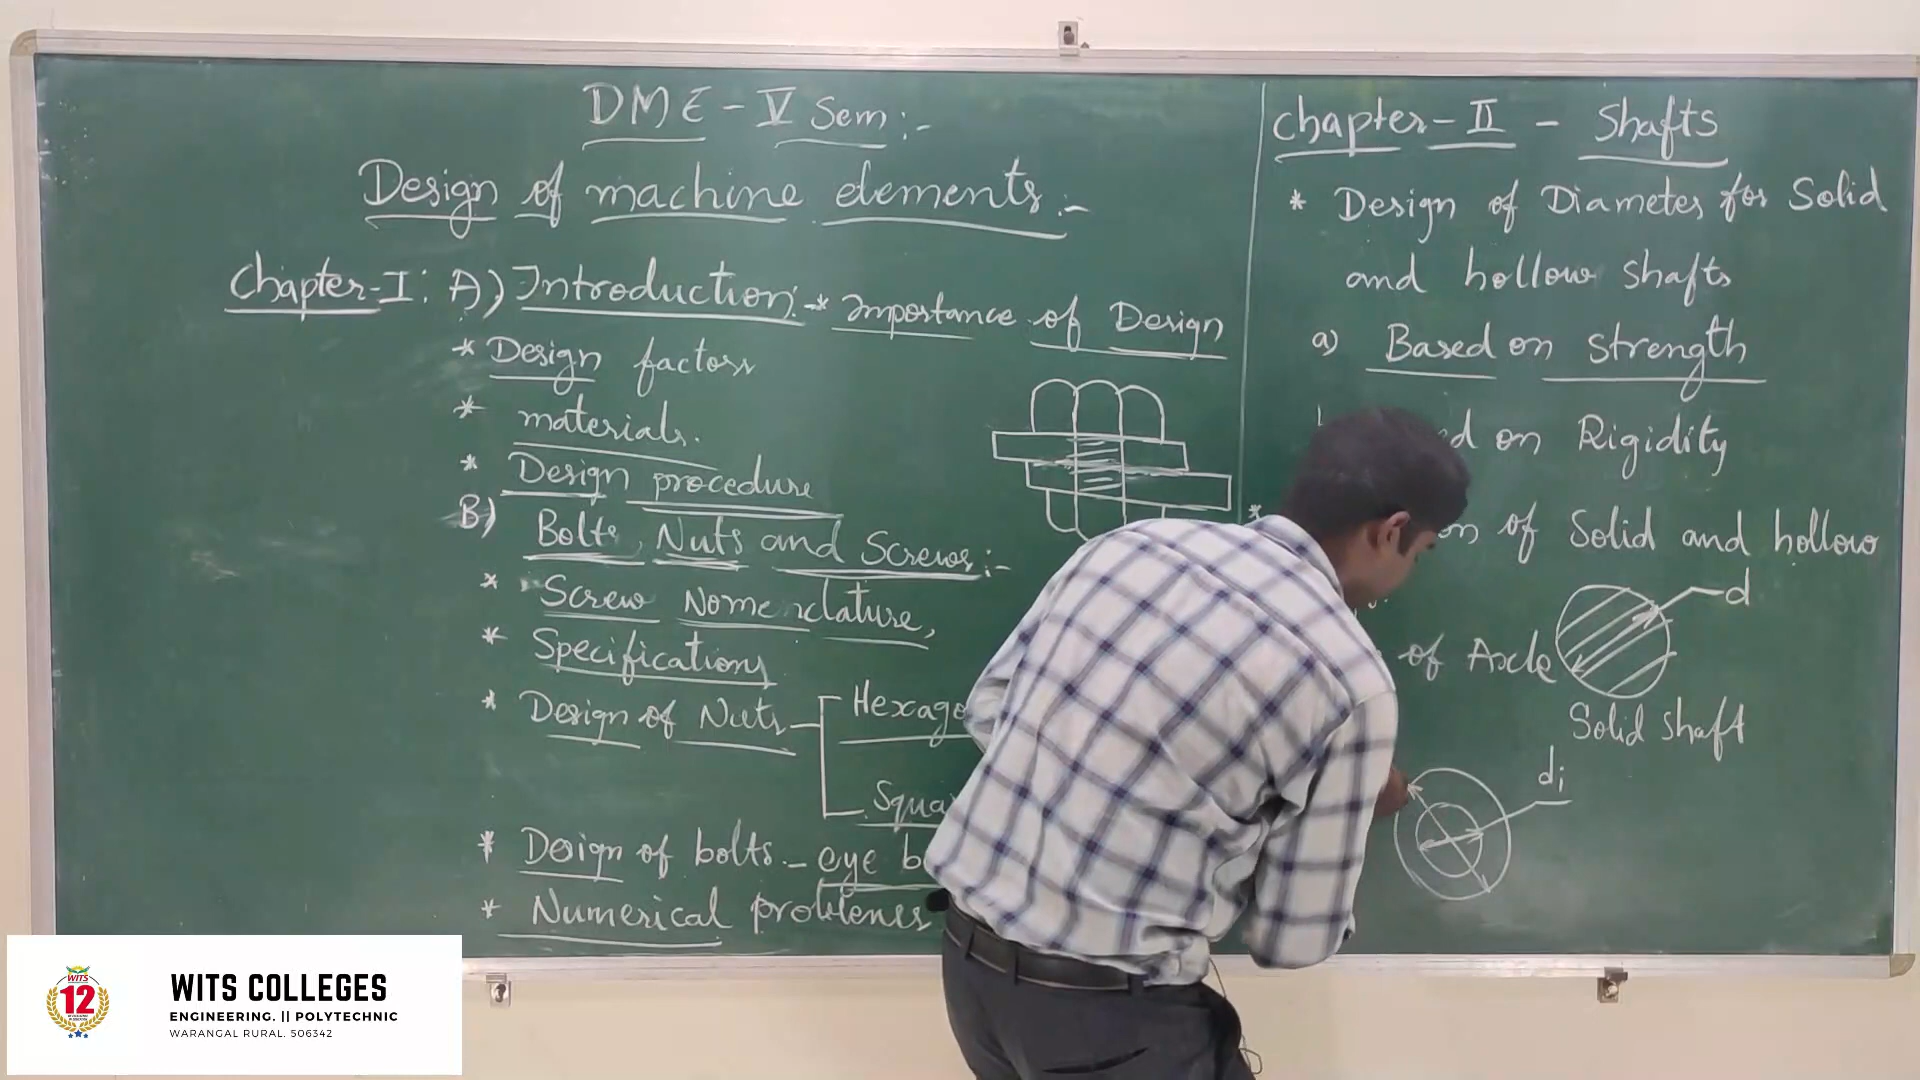 DME - V Sem:-
Design of machine elements:-
Chapter-I: A) Introduction:- * Importance of Design
* Design factors
* materials.
* Design procedure
B) Bolts, Nuts and Screws:-
* Screw Nomenclature,
* Specifications
* Design of Nuts
Hexago
Squa
* Design of bolts - eye b
* Numerical problems
Chapter-II - Shafts
* Design of Diameter for Solid
and hollow shafts
a) Based on strength
d on Rigidity
*
on of Solid and hollow
d
of Axle
Solid shaft
di
WITS
12
WITS COLLEGES
ENGINEERING. || POLYTECHNIC
WARANGAL RURAL. 506342